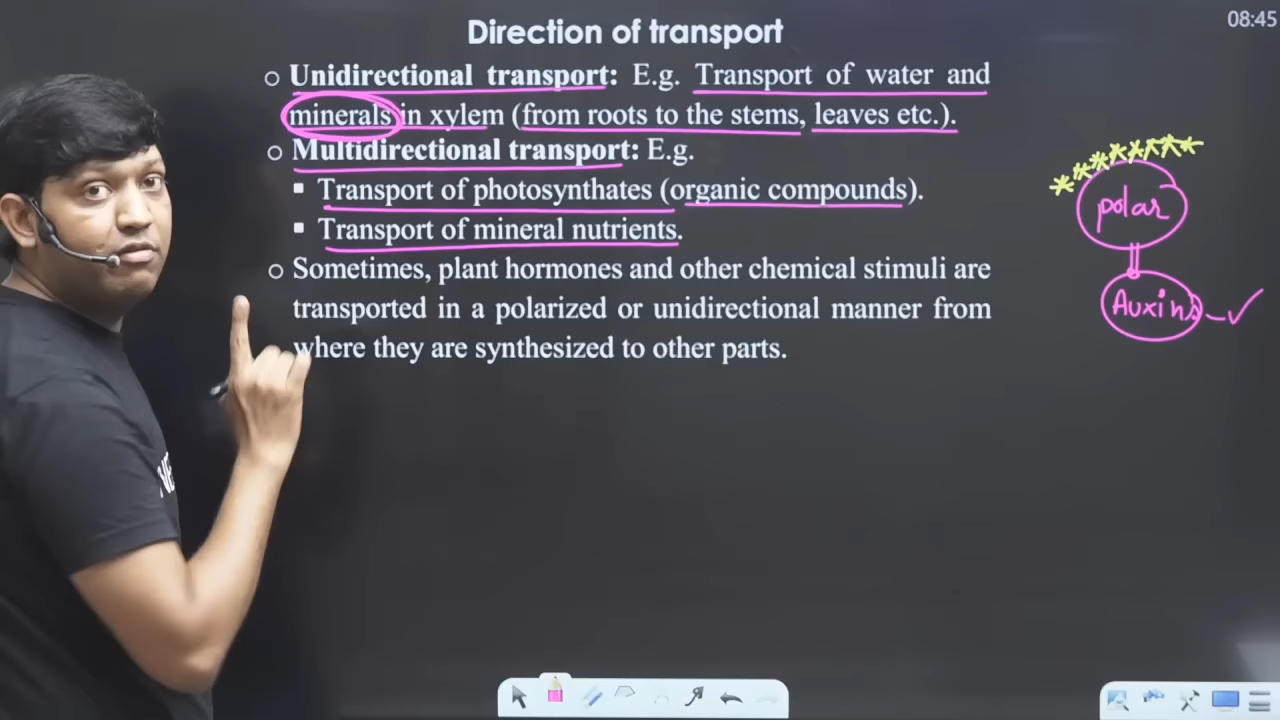 08:45
Direction of transport
Unidirectional transport: E.g. Transport of water and
minerals in xylem (from roots to the stems, leaves etc.).
Multidirectional transport: E.g.
Transport of photosynthates (organic compounds).
Transport of mineral nutrients.
Sometimes, plant hormones and other chemical stimuli are
transported in a polarized or unidirectional manner from
where they are synthesized to other parts.
polar
Auxins